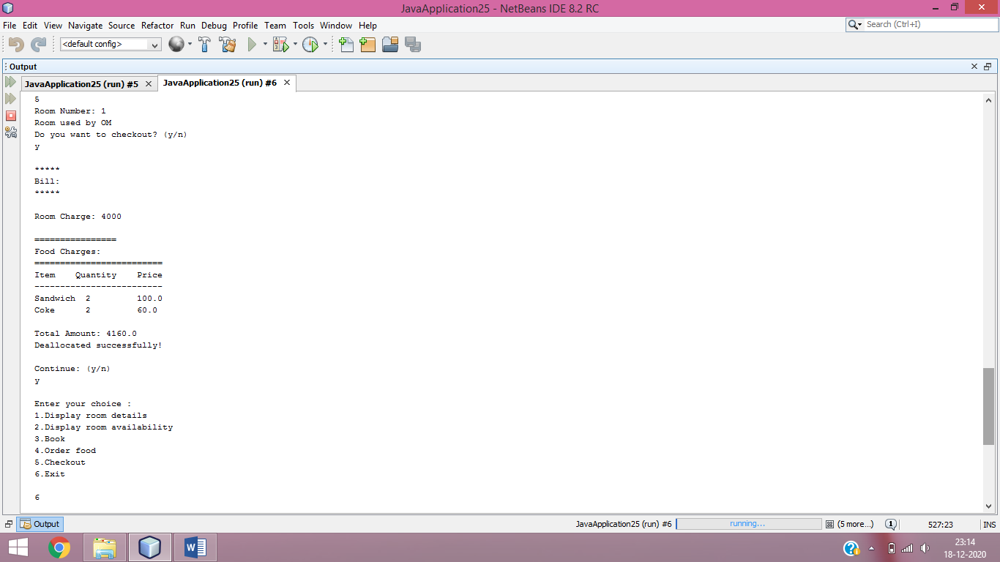 JavaApplication25 - NetBeans IDE 8.2 RC
File Edit View Navigate Source Refactor Run Debug Profile Team Tools Window Help
Search (Ctrl+I)
<default config>
Output
JavaApplication25 (run) #5 JavaApplication25 (run) #6
5
Room Number: 1
Room used by OM
Do you want to checkout? (y/n)
y
*****
Bill:
*****
Room Charge: 4000
================
Food Charges:
=========================
Item Quantity Price
-------------------------
Sandwich 2 100.0
Coke 2 60.0
Total Amount: 4160.0
Deallocated successfully!
Continue: (y/n)
y
Enter your choice :
1.Display room details
2.Display room availability
3.Book
4.Order food
5.Checkout
6.Exit
6
Output
JavaApplication25 (run) #6 running... (5 more...) 1 527:23 INS
23:14
18-12-2020